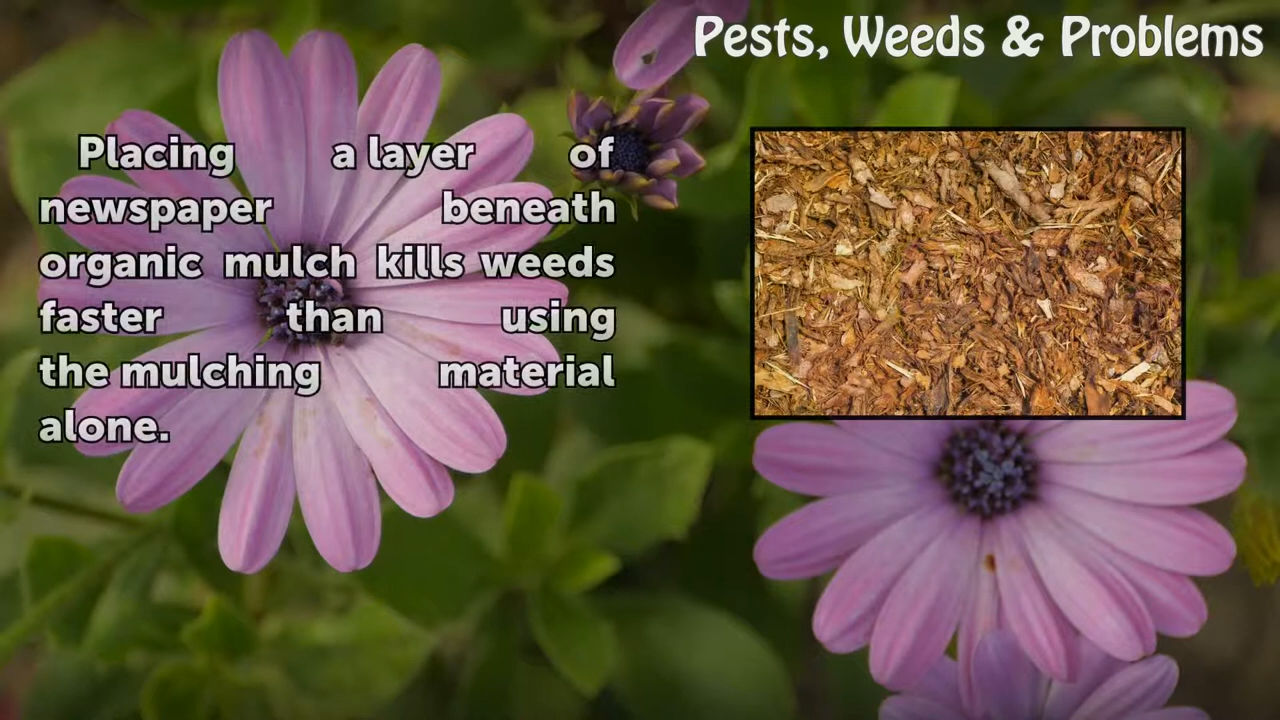 Pests, Weeds & Problems
Placing a layer of
newspaper beneath
organic mulch kills weeds
faster than using
the mulching material
alone.